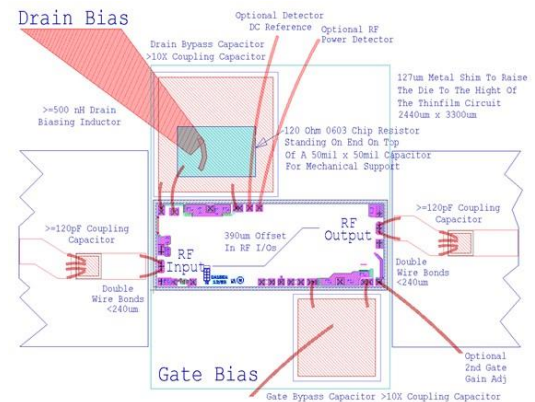 Drain Bias
Optional Detector
DC Reference
Optional RF
Power Detector
Drain Bypass Capacitor
>10X Coupling Capacitor
127um Metal Shim To Raise
The Die To The Hight Of
The Thinfilm Circuit
2440um x 3300um
>=500 nH Drain
Biasing Inductor
120 Ohm 0603 Chip Resistor
Standing On End On Top
Of A 50mil x 50mil Capacitor
For Mechanical Support
>=120pF Coupling
Capacitor
>=120pF Coupling
Capacitor
390um Offset
In RF I/Os
RF
Output
RF
Input
Double
Wire Bonds
<240um
Double
Wire Bonds
<240um
Optional
2nd Gate
Gain Adj
Gate Bias
Gate Bypass Capacitor >10X Coupling Capacitor